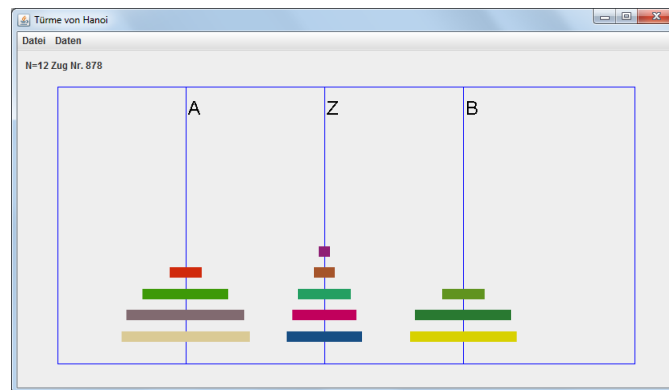 Türme von Hanoi
Datei Daten
N=12 Zug Nr. 878
A Z B